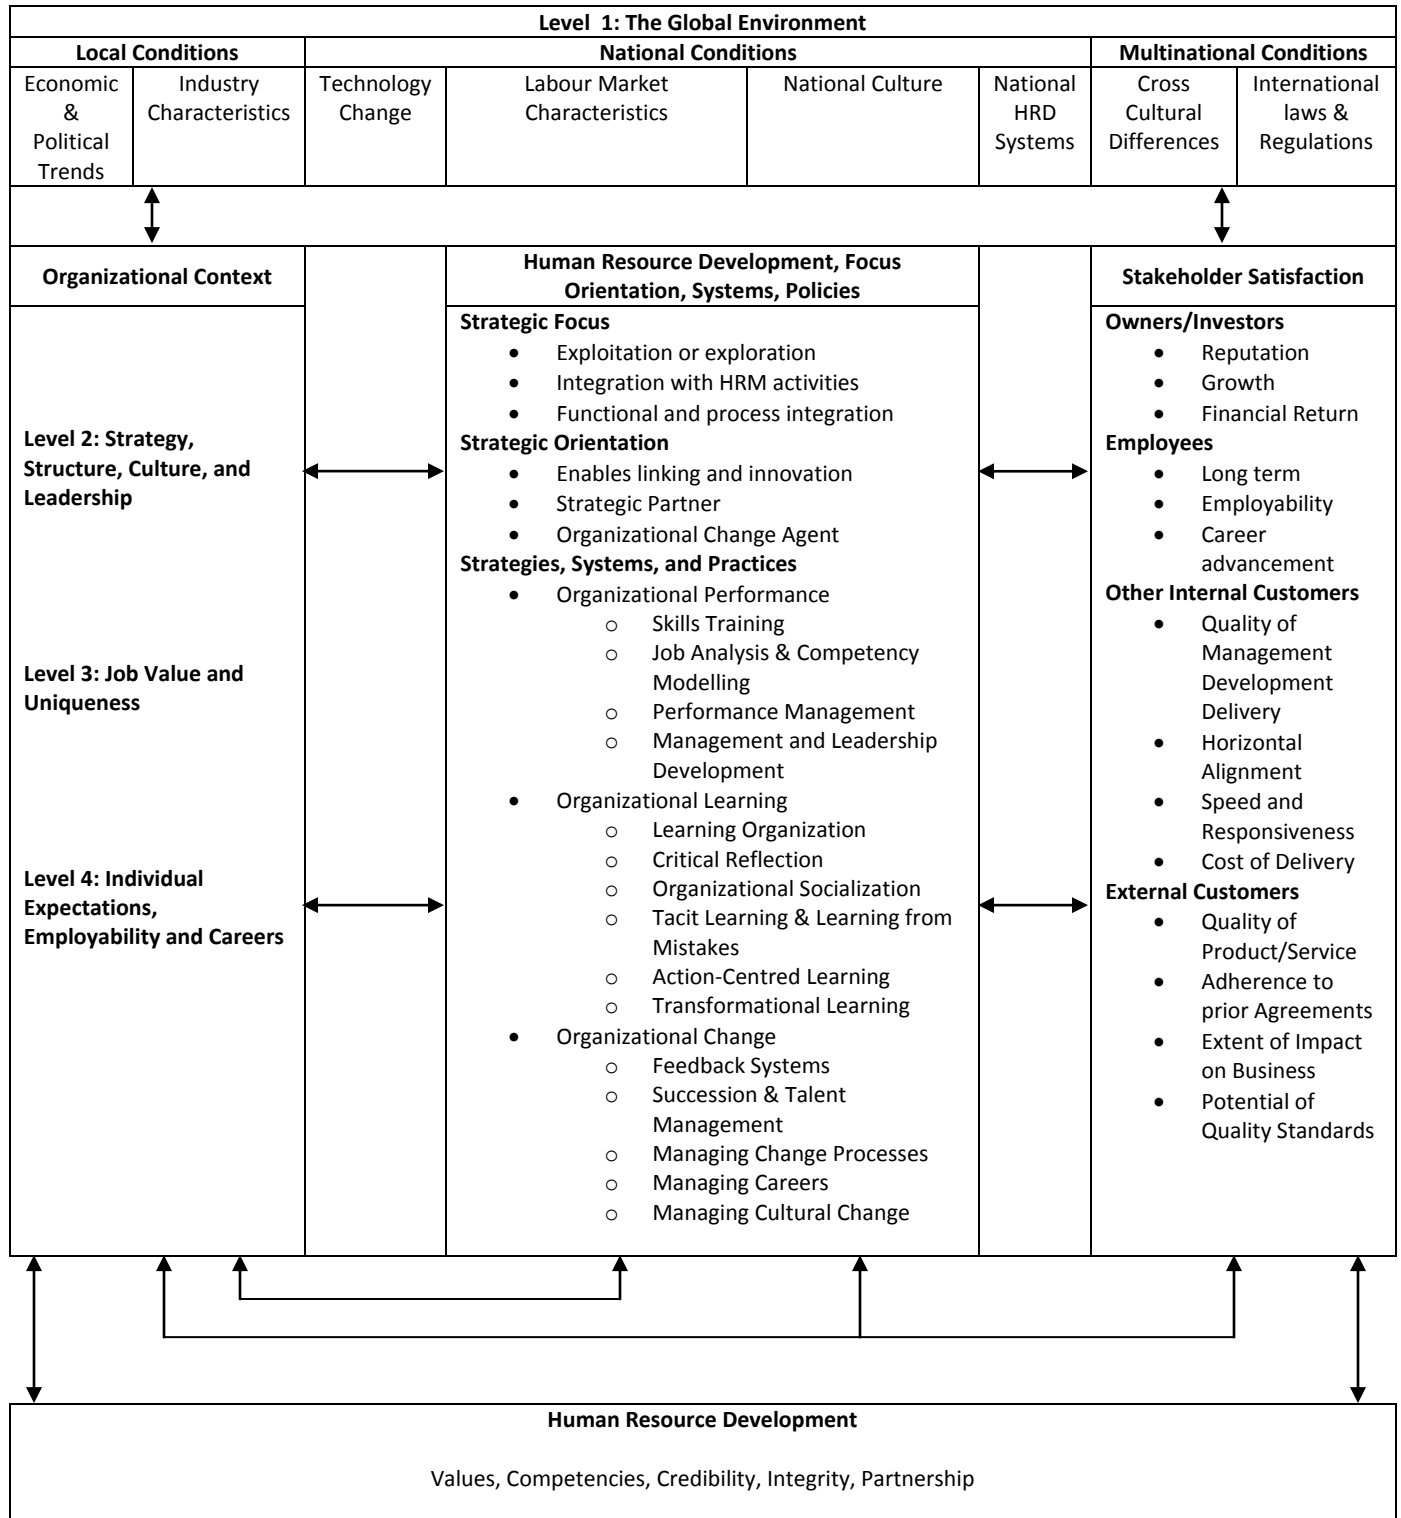 Level 1: The Global Environment
Local Conditions
National Conditions
Multinational Conditions
Economic
&
Political
Trends
Industry
Characteristics
Technology
Change
Labour Market
Characteristics
National Culture
National
HRD
Systems
Cross
Cultural
Differences
International
laws &
Regulations
Organizational Context
Level 2: Strategy,
Structure, Culture, and
Leadership
Level 3: Job Value and
Uniqueness
Level 4: Individual
Expectations,
Employability and Careers
Human Resource Development, Focus
Orientation, Systems, Policies
Strategic Focus
• Exploitation or exploration
• Integration with HRM activities
• Functional and process integration
Strategic Orientation
• Enables linking and innovation
• Strategic Partner
• Organizational Change Agent
Strategies, Systems, and Practices
• Organizational Performance
o Skills Training
o Job Analysis & Competency
Modelling
o Performance Management
o Management and Leadership
Development
• Organizational Learning
o Learning Organization
o Critical Reflection
o Organizational Socialization
o Tacit Learning & Learning from
Mistakes
o Action-Centred Learning
o Transformational Learning
• Organizational Change
o Feedback Systems
o Succession & Talent
Management
o Managing Change Processes
o Managing Careers
o Managing Cultural Change
Stakeholder Satisfaction
Owners/Investors
• Reputation
• Growth
• Financial Return
Employees
• Long term
• Employability
• Career
advancement
Other Internal Customers
• Quality of
Management
Development
Delivery
• Horizontal
Alignment
• Speed and
Responsiveness
• Cost of Delivery
External Customers
• Quality of
Product/Service
• Adherence to
prior Agreements
• Extent of Impact
on Business
• Potential of
Quality Standards
Human Resource Development
Values, Competencies, Credibility, Integrity, Partnership